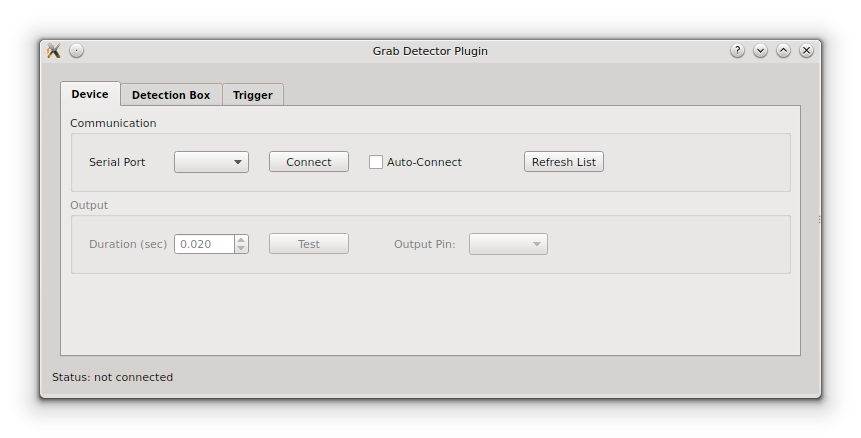 Grab Detector Plugin
Device Detection Box Trigger
Communication
Serial Port Connect Auto-Connect Refresh List
Output
Duration (sec) 0.020 Test Output Pin:
Status: not connected